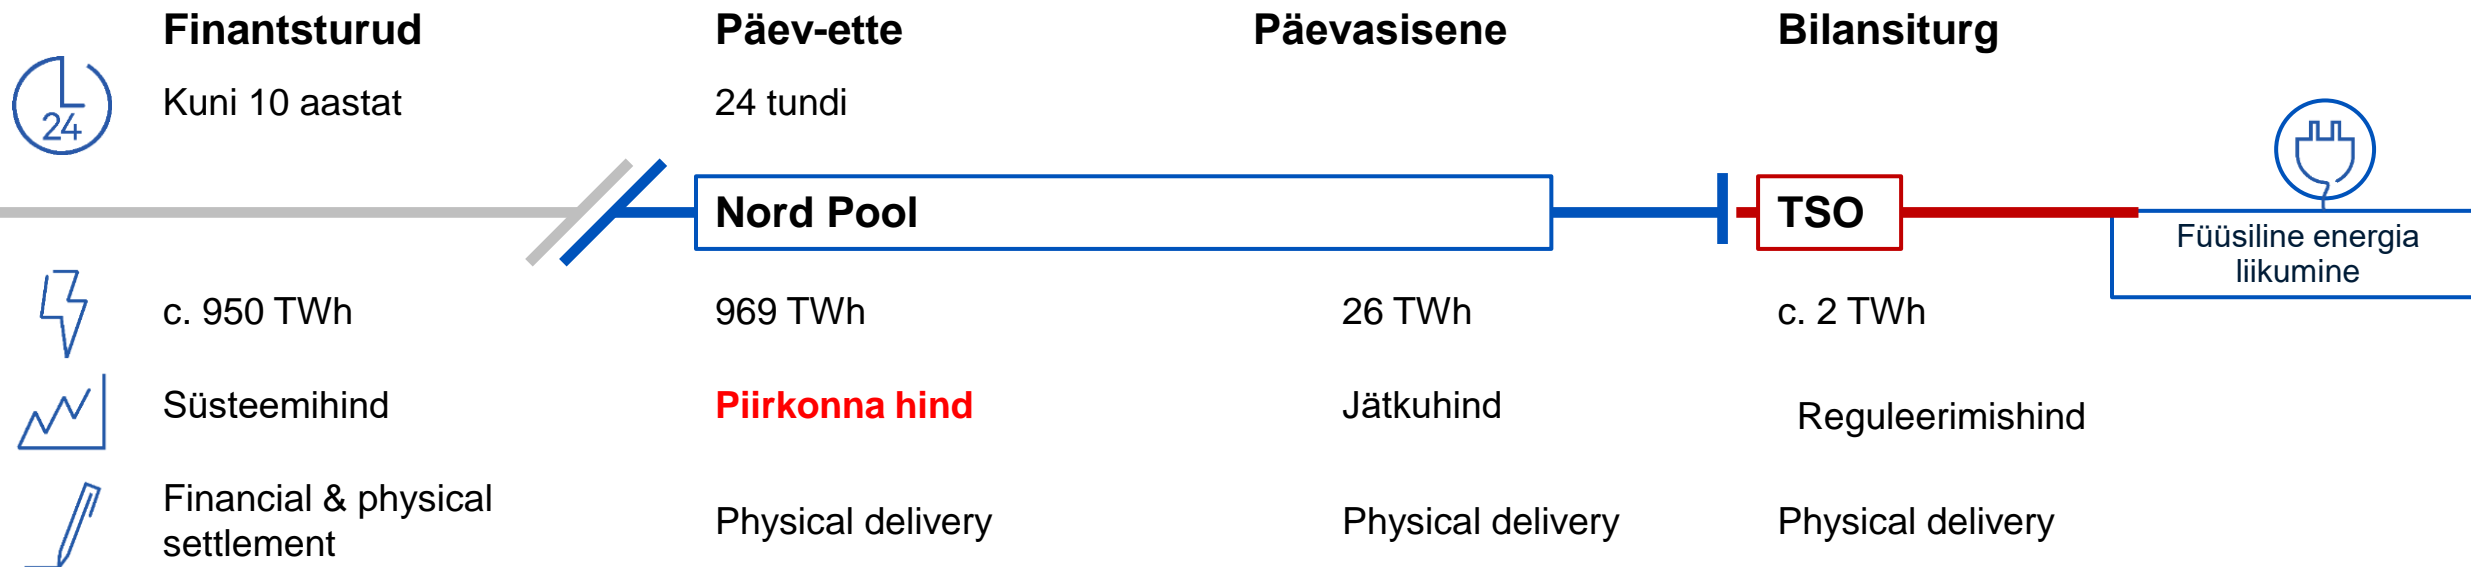 Finantsturud
Päev-ette
Päevasisene
Bilansiturg
24
Kuni 10 aastat
24 tundi
Nord Pool
TSO
Füüsiline energia
liikumine
c. 950 TWh
969 TWh
26 TWh
c. 2 TWh
Süsteemihind
Piirkonna hind
Jätkuhind
Reguleerimishind
Financial & physical
settlement
Physical delivery
Physical delivery
Physical delivery